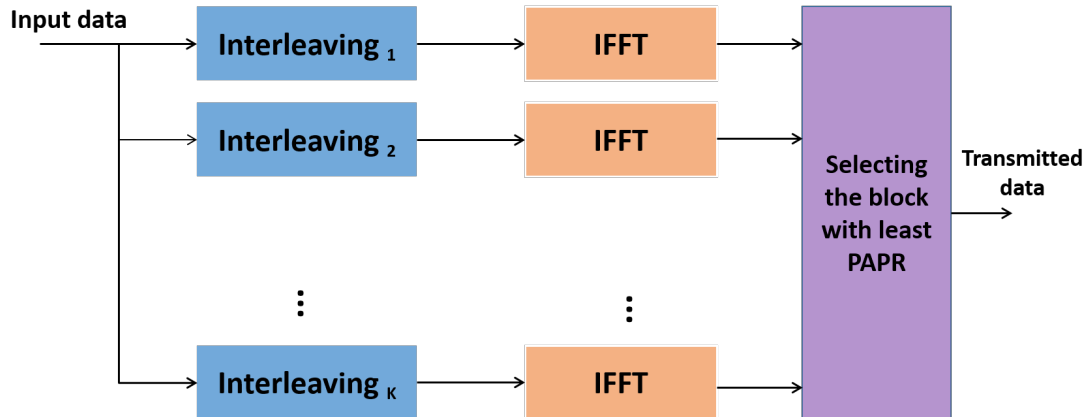 Input data
Interleaving 1
IFFT
Interleaving 2
IFFT
Selecting
the block
with least
PAPR
Transmitted
data
⋮
⋮
Interleaving K
IFFT